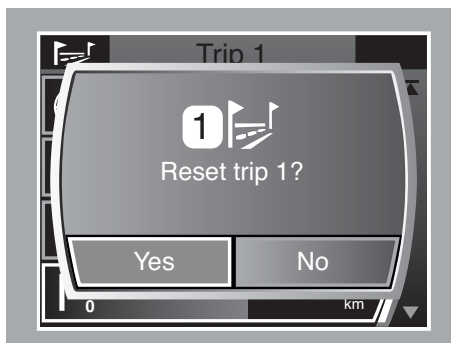 Trip 1
1
Reset trip 1?
Yes No
0 km